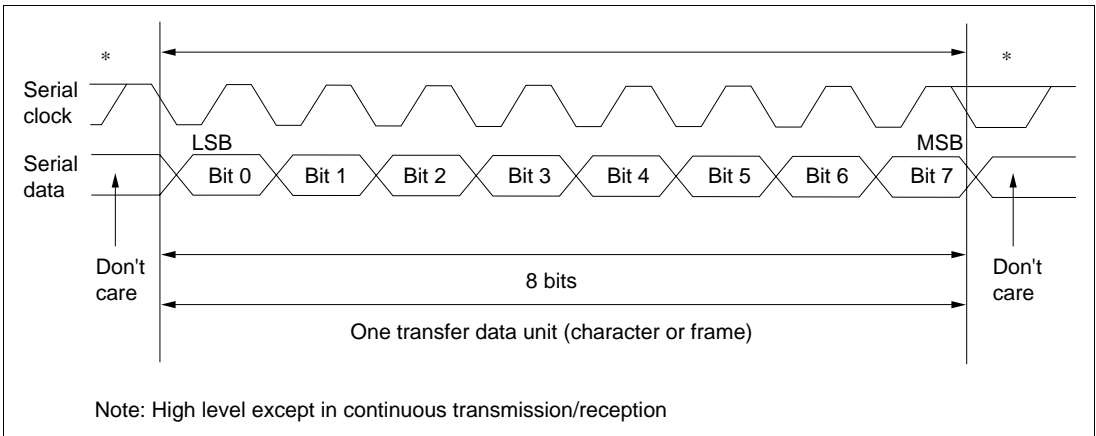 * *
Serial
clock
LSB MSB
Serial
data
Bit 0 Bit 1 Bit 2 Bit 3 Bit 4 Bit 5 Bit 6 Bit 7
Don't
care
8 bits
Don't
care
One transfer data unit (character or frame)
Note: High level except in continuous transmission/reception